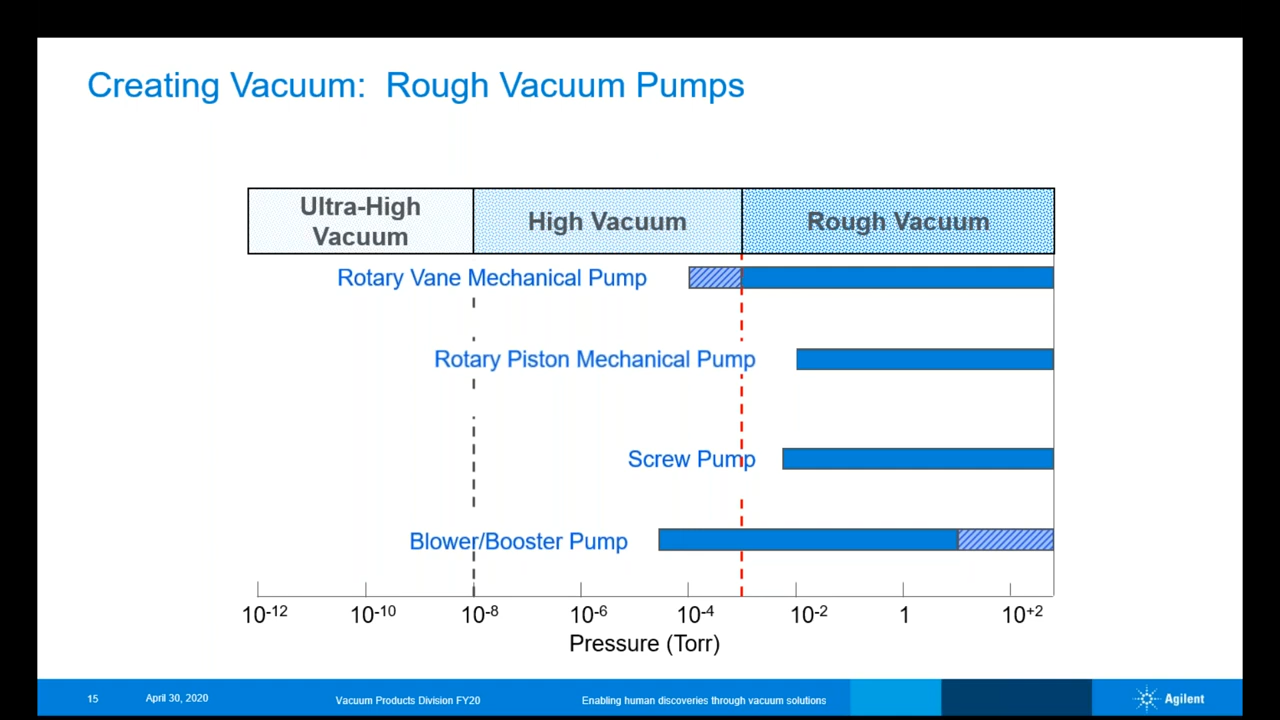 Creating Vacuum: Rough Vacuum Pumps
Ultra-High
Vacuum
High Vacuum
Rough Vacuum
Rotary Vane Mechanical Pump
Rotary Piston Mechanical Pump
Screw Pump
Blower/Booster Pump
10-12 10-10 10-8 10-6 10-4 10-2 1 10+2
Pressure (Torr)
15 April 30, 2020 Vacuum Products Division FY20 Enabling human discoveries through vacuum solutions Agilent